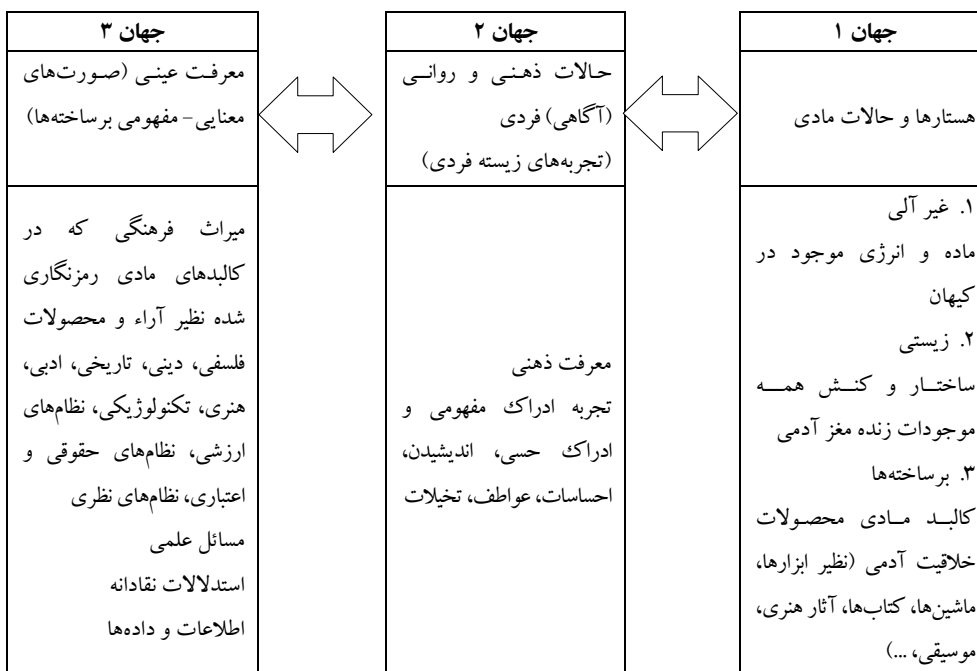 جهان ۱
هستارها و حالات مادی
۱. غیر آلی
ماده و انرژی موجود در
کیهان
۲. زیستی
ساختار و کنش همه
موجودات زنده مغز آدمی
۳. برساخته‌ها
کالبد مادی محصولات
خلاقیت آدمی (نظیر ابزارها،
ماشین‌ها، کتاب‌ها، آثار هنری،
موسیقی، ...)
جهان ۲
حالات ذهنی و روانی
(آگاهی) فردی
(تجربه‌های زیسته فردی)
معرفت ذهنی
تجربه ادراک مفهومی و
ادراک حسی، اندیشیدن،
احساسات، عواطف، تخیلات
جهان ۳
معرفت عینی (صورت‌های
معنایی- مفهومی برساخته‌ها)
میراث فرهنگی که در
کالبدهای مادی رمزنگاری
شده نظیر آراء و محصولات
فلسفی، دینی، تاریخی، ادبی،
هنری، تکنولوژیکی، نظام‌های
ارزشی، نظام‌های حقوقی و
اعتباری، نظام‌های نظری
مسائل علمی
استدلالات نقادانه
اطلاعات و داده‌ها